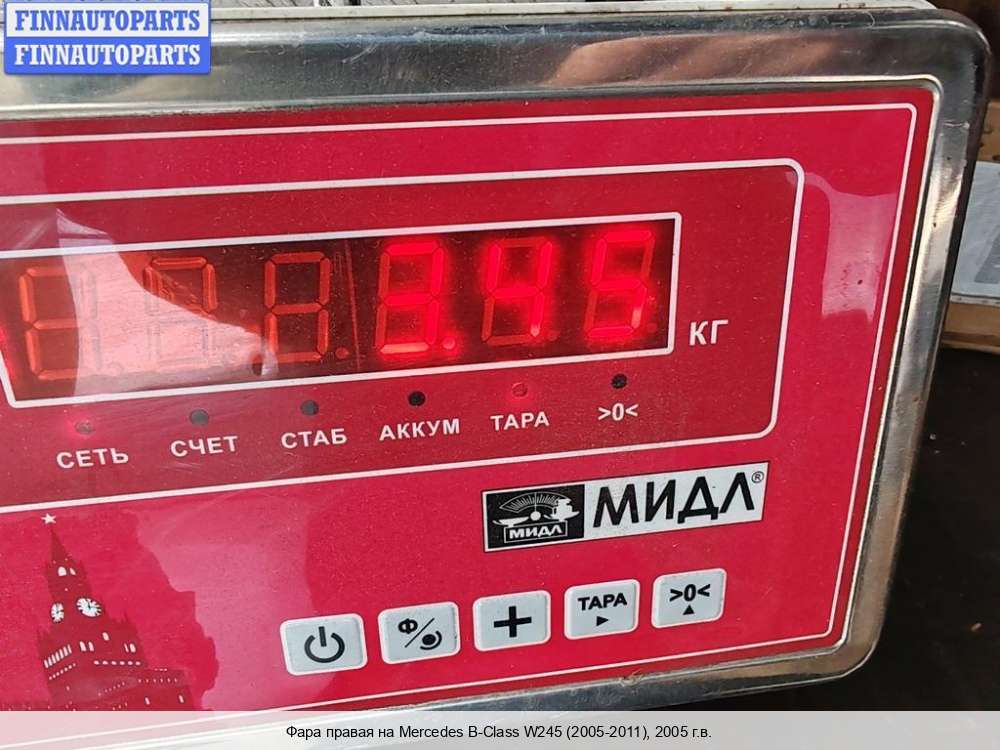 FINNAUTOPARTS
FINNAUTOPARTS
3.45
КГ
СЕТЬ СЧЕТ СТАБ АККУМ ТАРА >0<
МИДЛ МИДЛ®
Ф ТАРА >0<
Фара правая на Mercedes B-Class W245 (2005-2011), 2005 г.в.